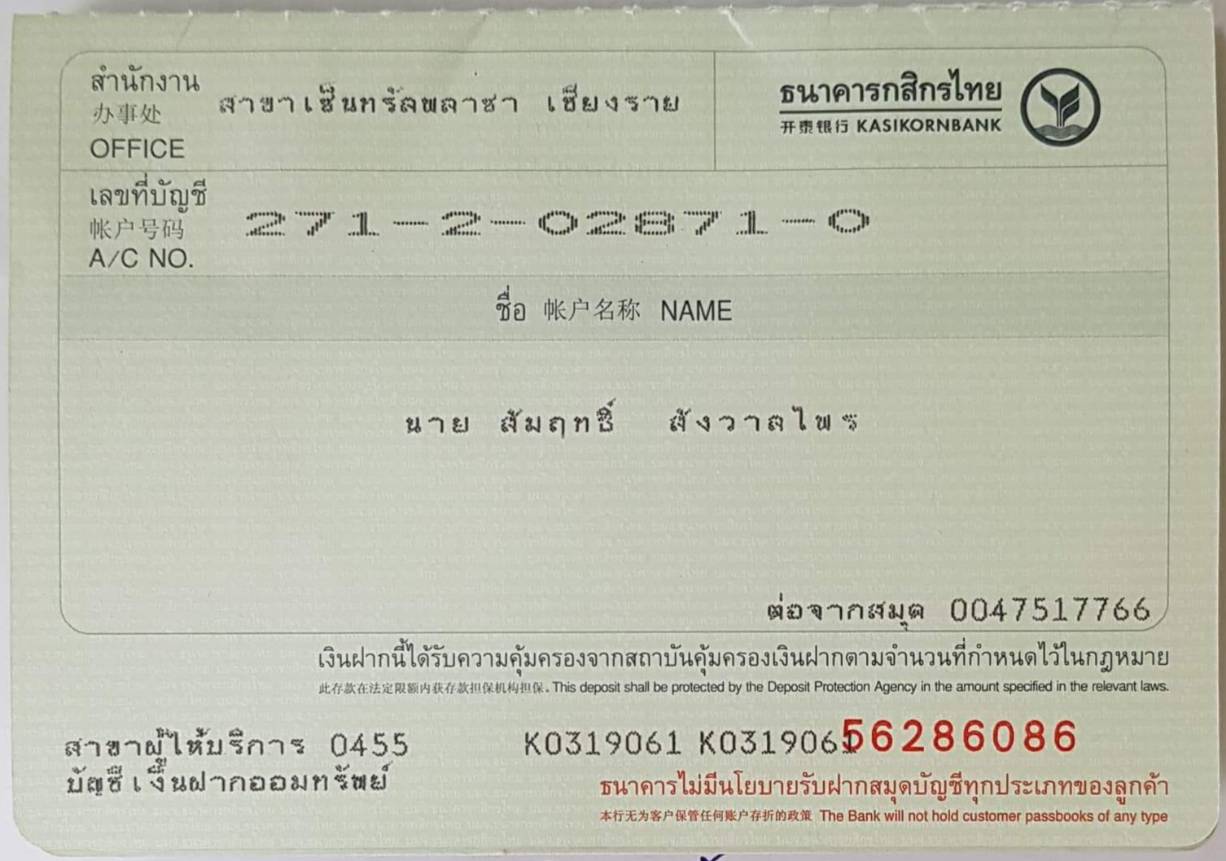 สำนักงาน
办事处
OFFICE
สาขาเซ็นทรัลพลาซา เชียงราย
ธนาคารกสิกรไทย
开泰银行 KASIKORNBANK
เลขที่บัญชี
帐户号码
A/C NO.
271-2-02871-0
ชื่อ 帐户名称 NAME
นาย สัมฤทธิ์ สังวาลไพร
ต่อจากสมุด 0047517766
เงินฝากนี้ได้รับความคุ้มครองจากสถาบันคุ้มครองเงินฝากตามจำนวนที่กำหนดไว้ในกฎหมาย
此存款在法定限额内获存款担保机构担保. This deposit shall be protected by the Deposit Protection Agency in the amount specified in the relevant laws.
สาขาผู้ให้บริการ 0455
K0319061 K0319061
56286086
บัญชีเงินฝากออมทรัพย์
ธนาคารไม่มีนโยบายรับฝากสมุดบัญชีทุกประเภทของลูกค้า
本行无为客户保管任何账户存折的政策 The Bank will not hold customer passbooks of any type